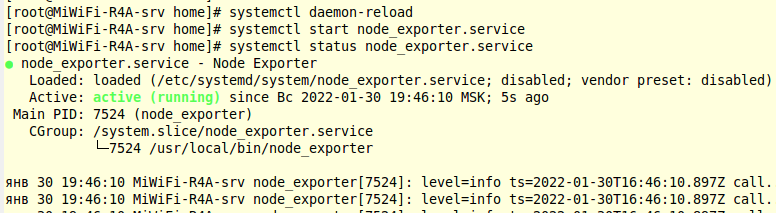 [root@MiWiFi-R4A-srv home]# systemctl daemon-reload
[root@MiWiFi-R4A-srv home]# systemctl start node_exporter.service
[root@MiWiFi-R4A-srv home]# systemctl status node_exporter.service
● node_exporter.service - Node Exporter
Loaded: loaded (/etc/systemd/system/node_exporter.service; disabled; vendor preset: disabled)
Active: active (running) since Вс 2022-01-30 19:46:10 MSK; 5s ago
Main PID: 7524 (node_exporter)
CGroup: /system.slice/node_exporter.service
└─7524 /usr/local/bin/node_exporter
янв 30 19:46:10 MiWiFi-R4A-srv node_exporter[7524]: level=info ts=2022-01-30T16:46:10.897Z call.
янв 30 19:46:10 MiWiFi-R4A-srv node_exporter[7524]: level=info ts=2022-01-30T16:46:10.897Z call.